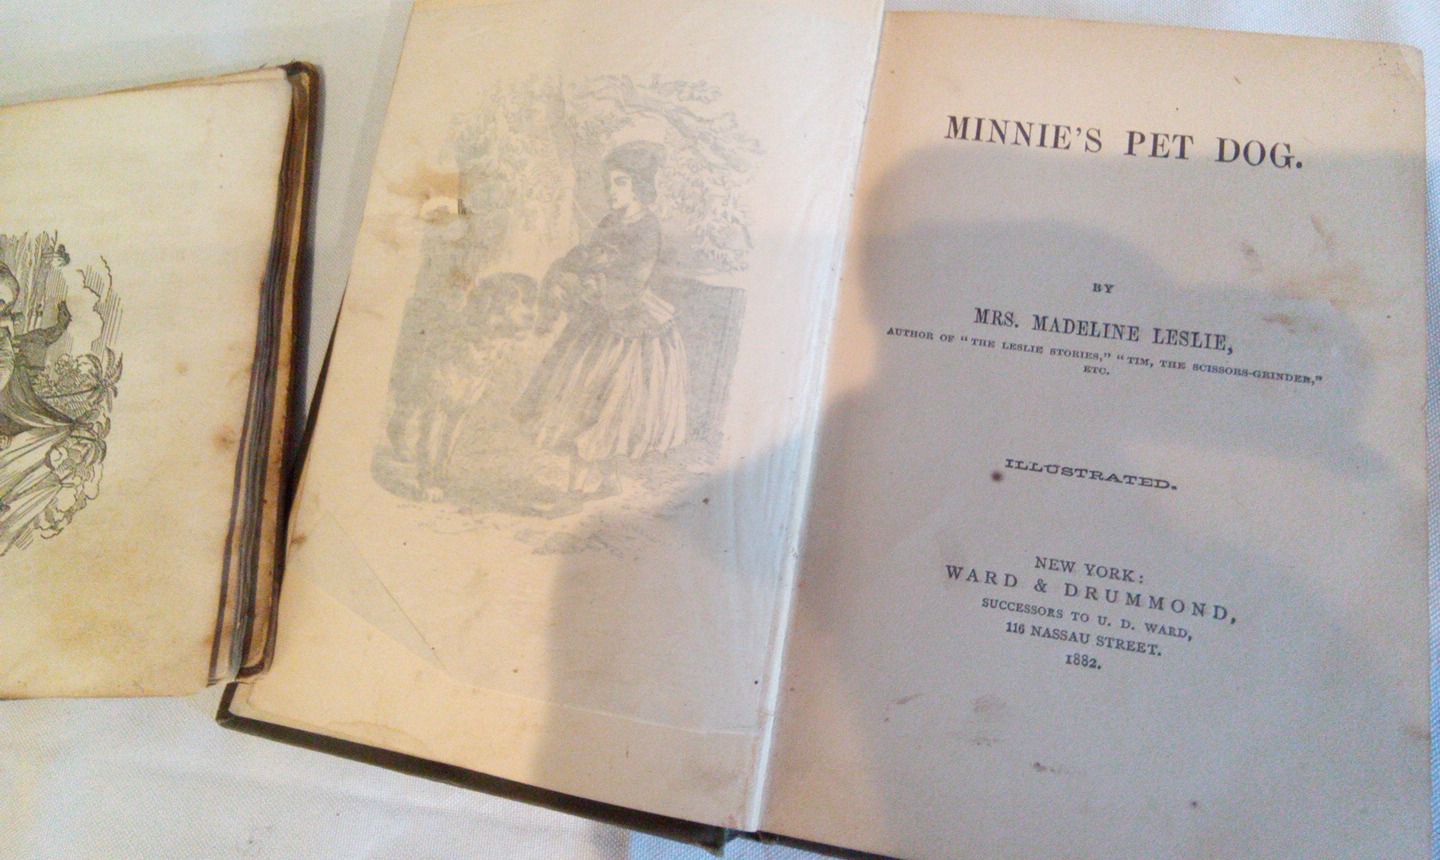 MINNIE'S PET DOG.
BY
MRS. MADELINE LESLIE,
AUTHOR OF "THE LESLIE STORIES," "TIM, THE SCISSORS-GRINDER,"
ETC.
ILLUSTRATED.
NEW YORK:
WARD & DRUMMOND,
SUCCESSORS TO U. D. WARD,
116 NASSAU STREET.
1882.